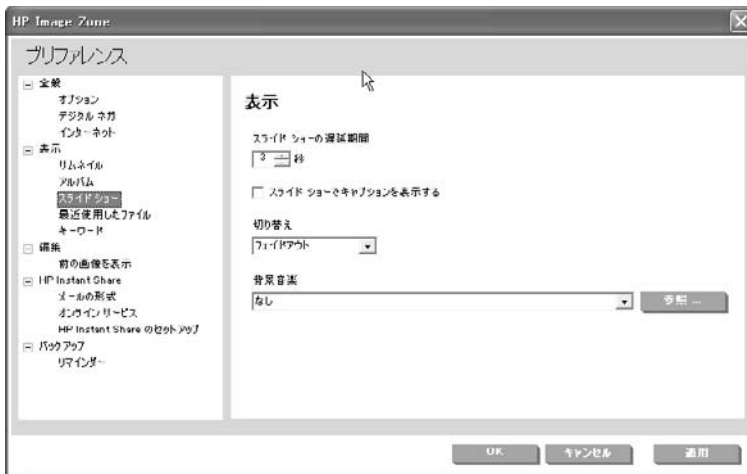 HP Image Zone
プリファレンス
全般
オプション
デジタル ネガ
インターネット
表示
サムネイル
アルバム
スライド ショー
最近使用したファイル
キーワード
編集
前の画像を表示
HP Instant Share
メールの形式
オンライン サービス
HP Instant Share のセットアップ
バックアップ
リマインダー
表示
スライド ショーの遅延期間
3 秒
スライド ショーでキャプションを表示する
切り替え
フェイドアウト
背景音楽
なし
参照 ...
OK
キャンセル
適用